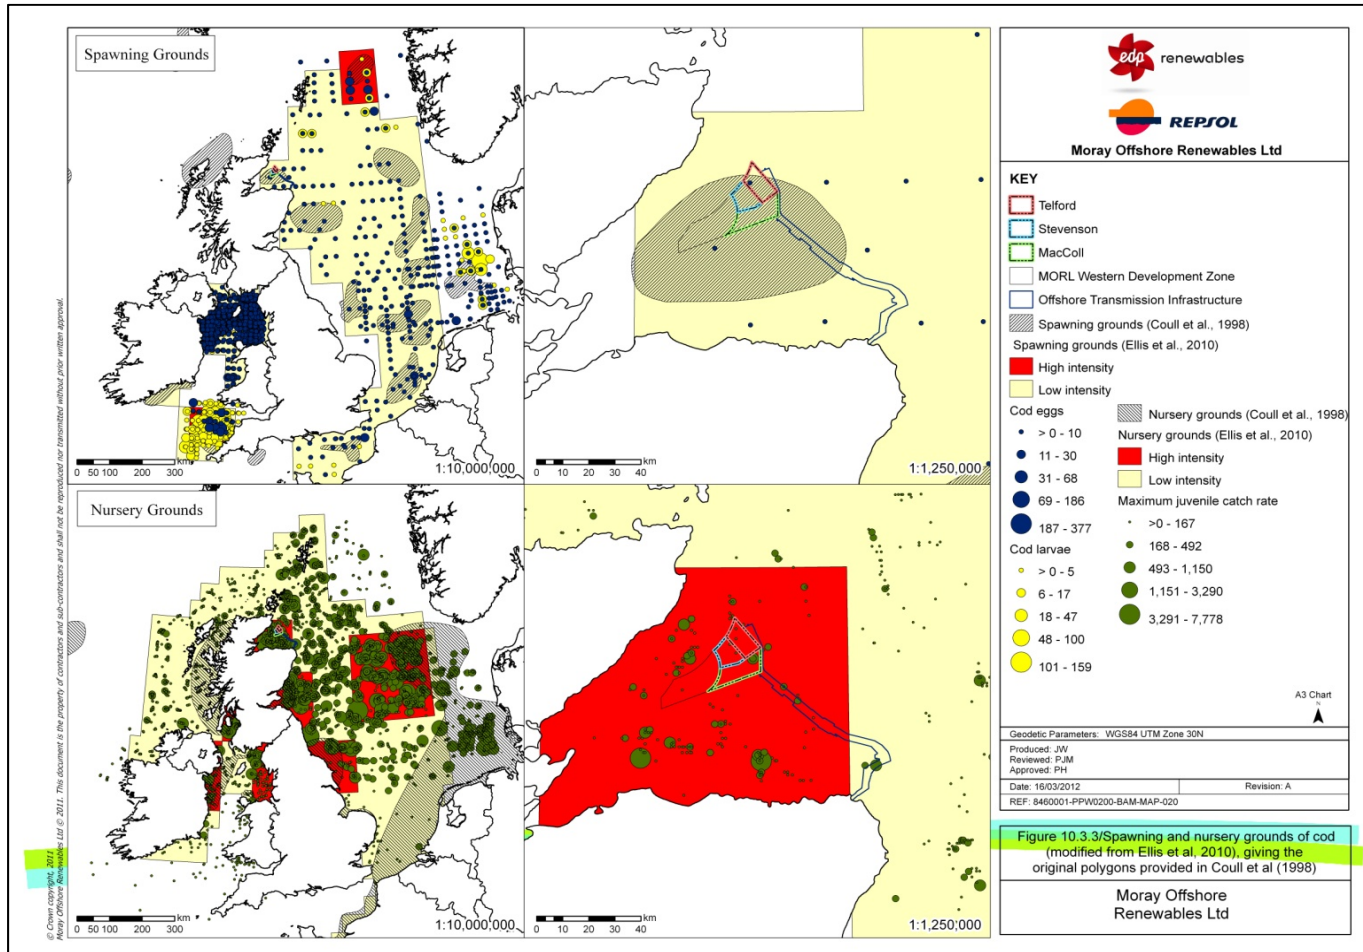 Spawning Grounds
0 50 100 200 300 km
1:10,000,000
0 10 20 30 40 km
1:1,250,000
Nursery Grounds
0 50 100 200 300 km
1:10,000,000
0 10 20 30 40 km
1:1,250,000
© Crown copyright, 2011
Moray Offshore Renewables Ltd © 2011. This document is the property of contractors and sub-contractors and shall not be reproduced nor transmitted without prior written approval.
edp renewables
REPSOL
Moray Offshore Renewables Ltd
KEY
Telford
Stevenson
MacColl
MORL Western Development Zone
Offshore Transmission Infrastructure
Spawning grounds (Coull et al., 1998)
Spawning grounds (Ellis et al., 2010)
High intensity
Low intensity
Cod eggs
> 0 - 10
11 - 30
31 - 68
69 - 186
187 - 377
Cod larvae
> 0 - 5
6 - 17
18 - 47
48 - 100
101 - 159
Nursery grounds (Coull et al., 1998)
Nursery grounds (Ellis et al., 2010)
High intensity
Low intensity
Maximum juvenile catch rate
>0 - 167
168 - 492
493 - 1,150
1,151 - 3,290
3,291 - 7,778
A3 Chart
N
Geodetic Parameters: WGS84 UTM Zone 30N
Produced: JW
Reviewed: PJM
Approved: PH
Date: 16/03/2012 Revision: A
REF: 8460001-PPW0200-BAM-MAP-020
Figure 10.3.3/Spawning and nursery grounds of cod
(modified from Ellis et al, 2010), giving the
original polygons provided in Coull et al (1998)
Moray Offshore
Renewables Ltd